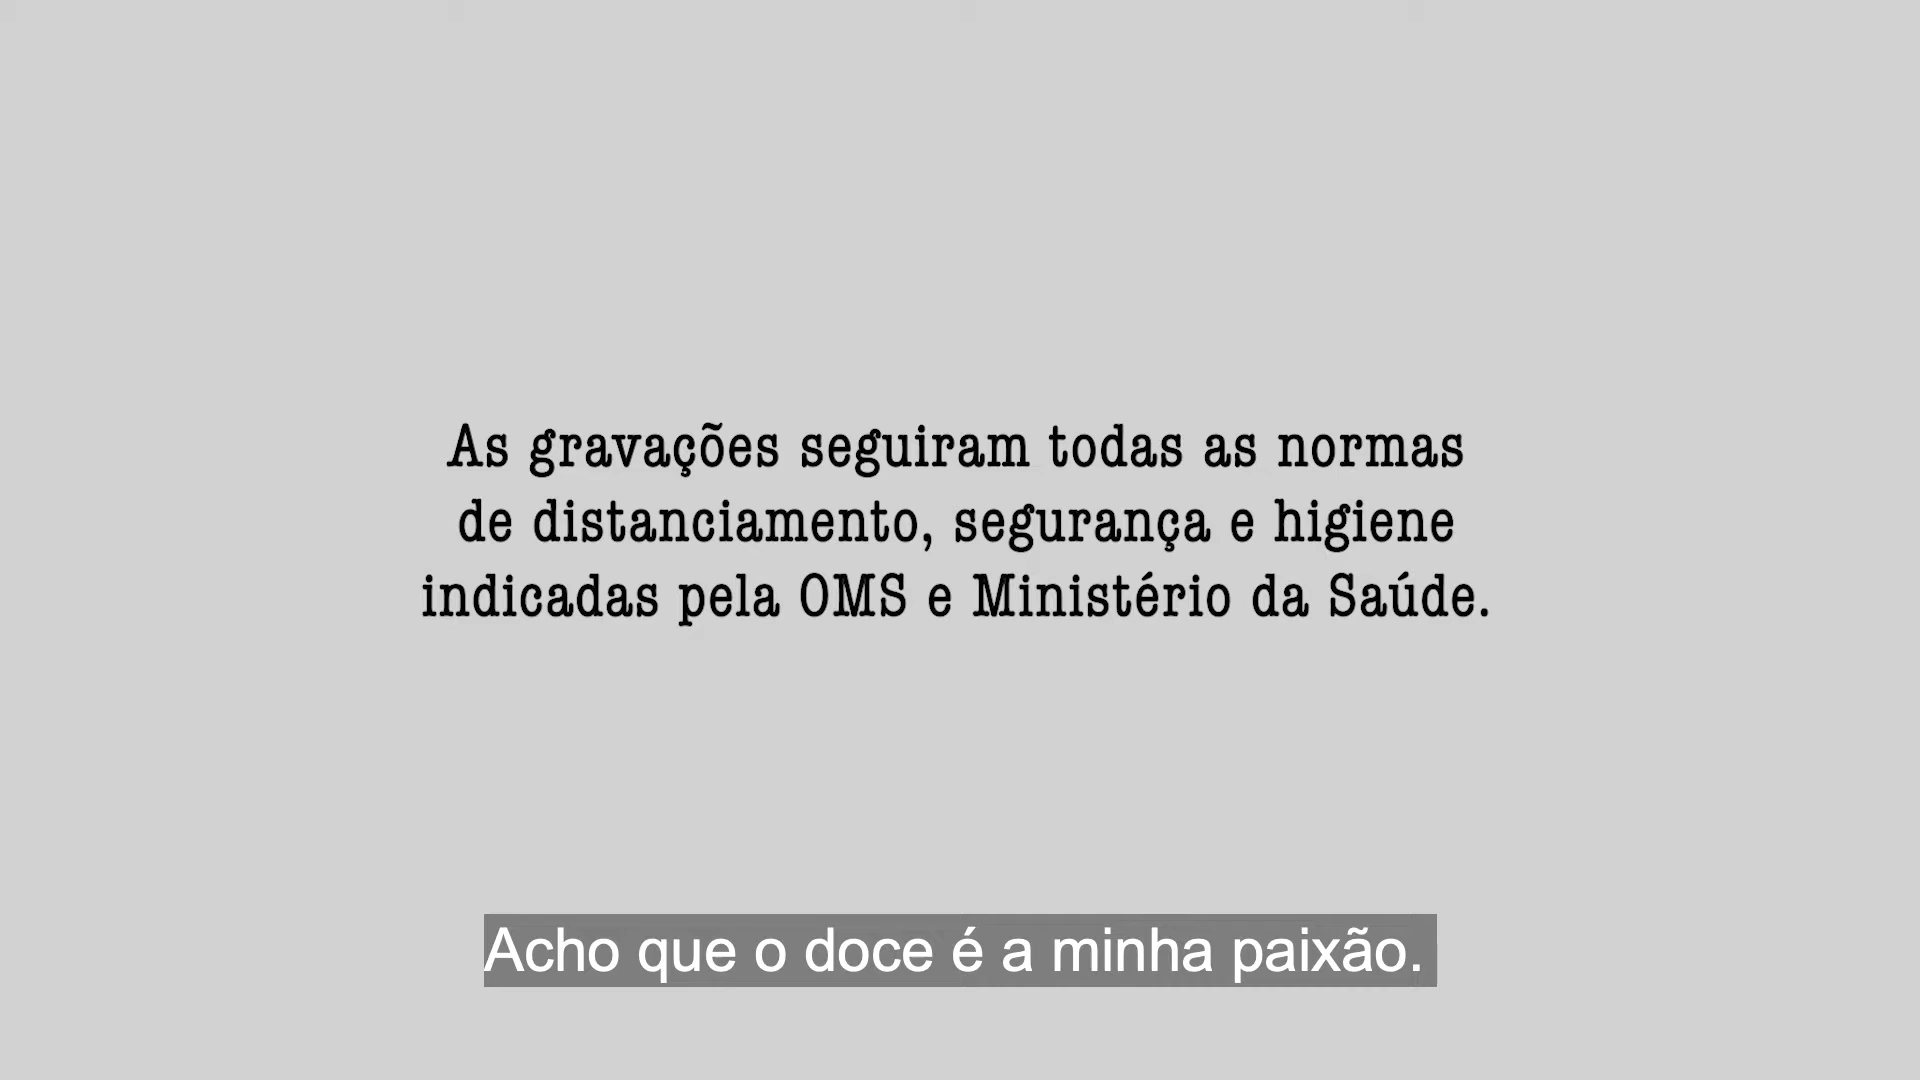 As gravações seguiram todas as normas
de distanciamento, segurança e higiene
indicadas pela OMS e Ministério da Saúde.
Acho que o doce é a minha paixão.